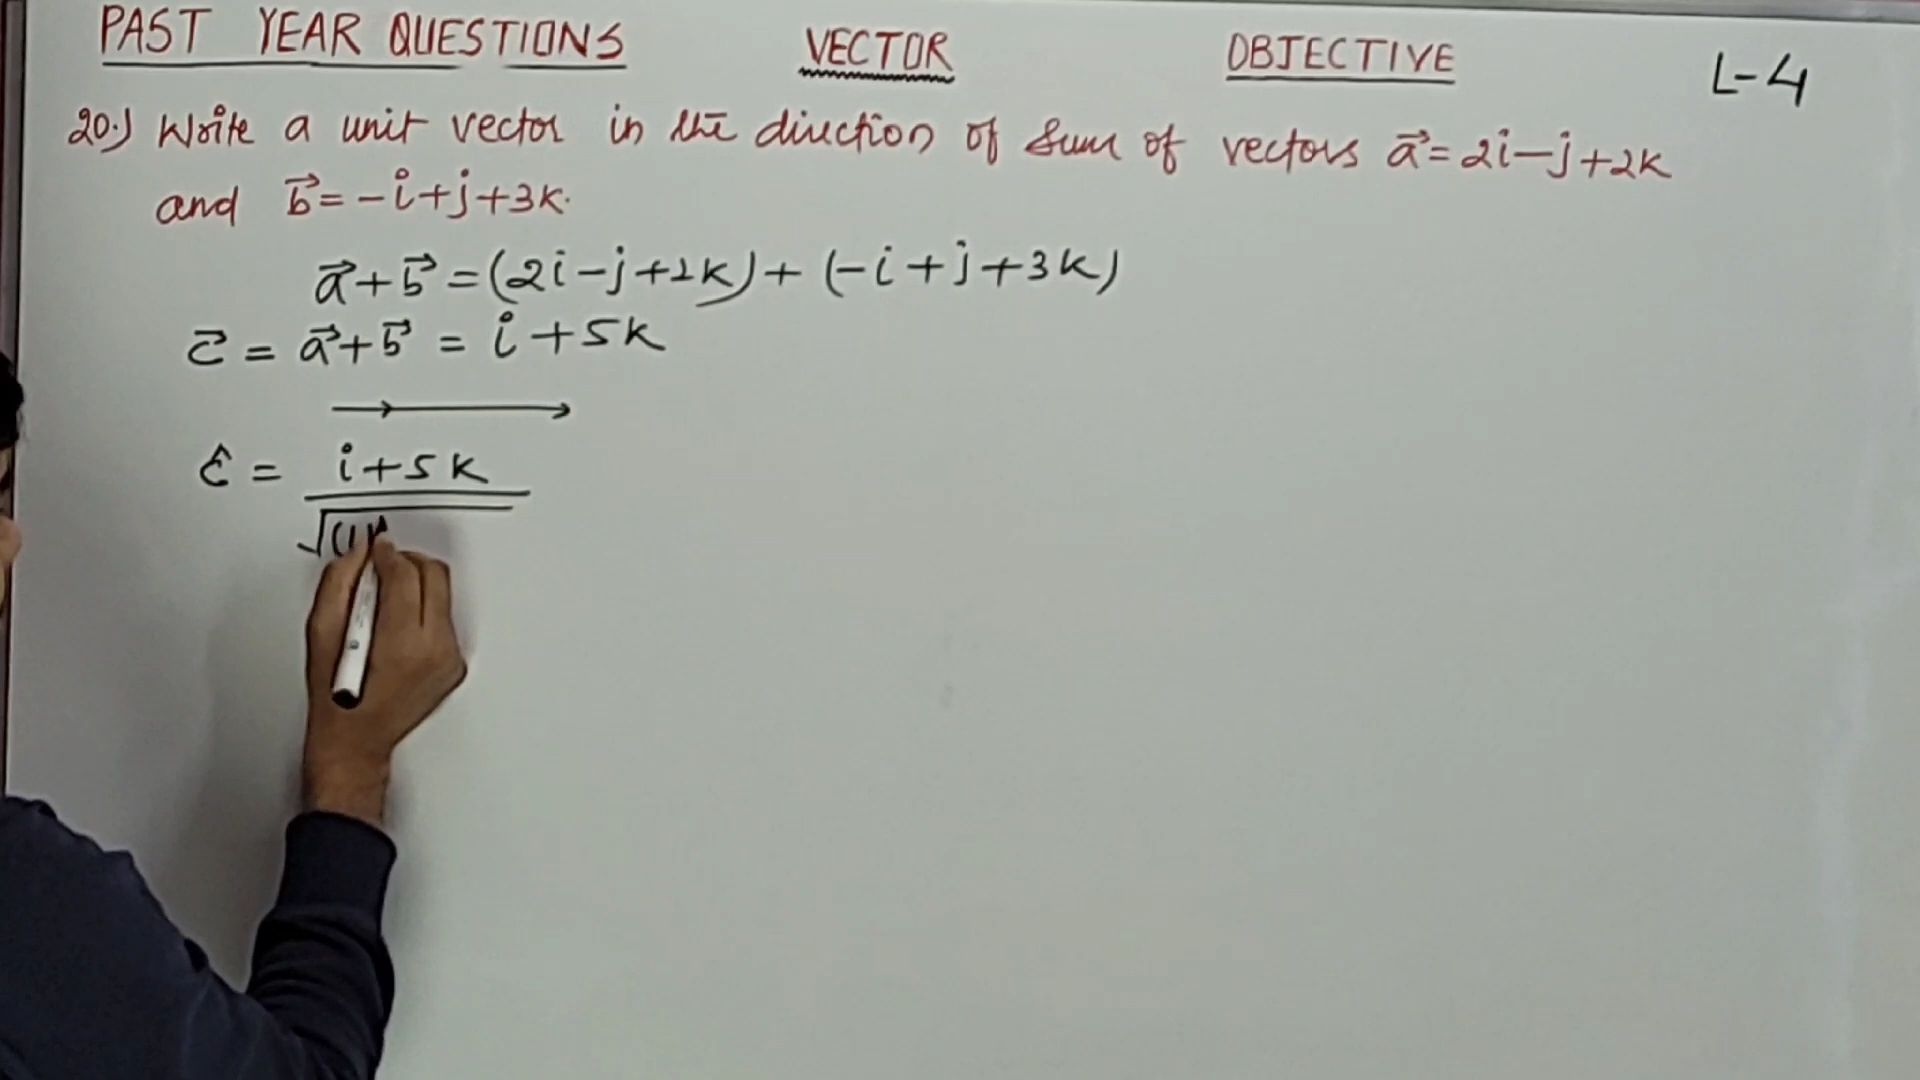 PAST YEAR QUESTIONS VECTOR OBJECTIVE L-4
20.) Write a unit vector in the direction of sum of vectors a⃗ = 2i-j+2k
and b⃗ = -i+j+3k.
a⃗+b⃗ = (2i-j+2k) + (-i+j+3k)
c⃗ = a⃗+b⃗ = i+5k
ĉ = i+5k
√(1)